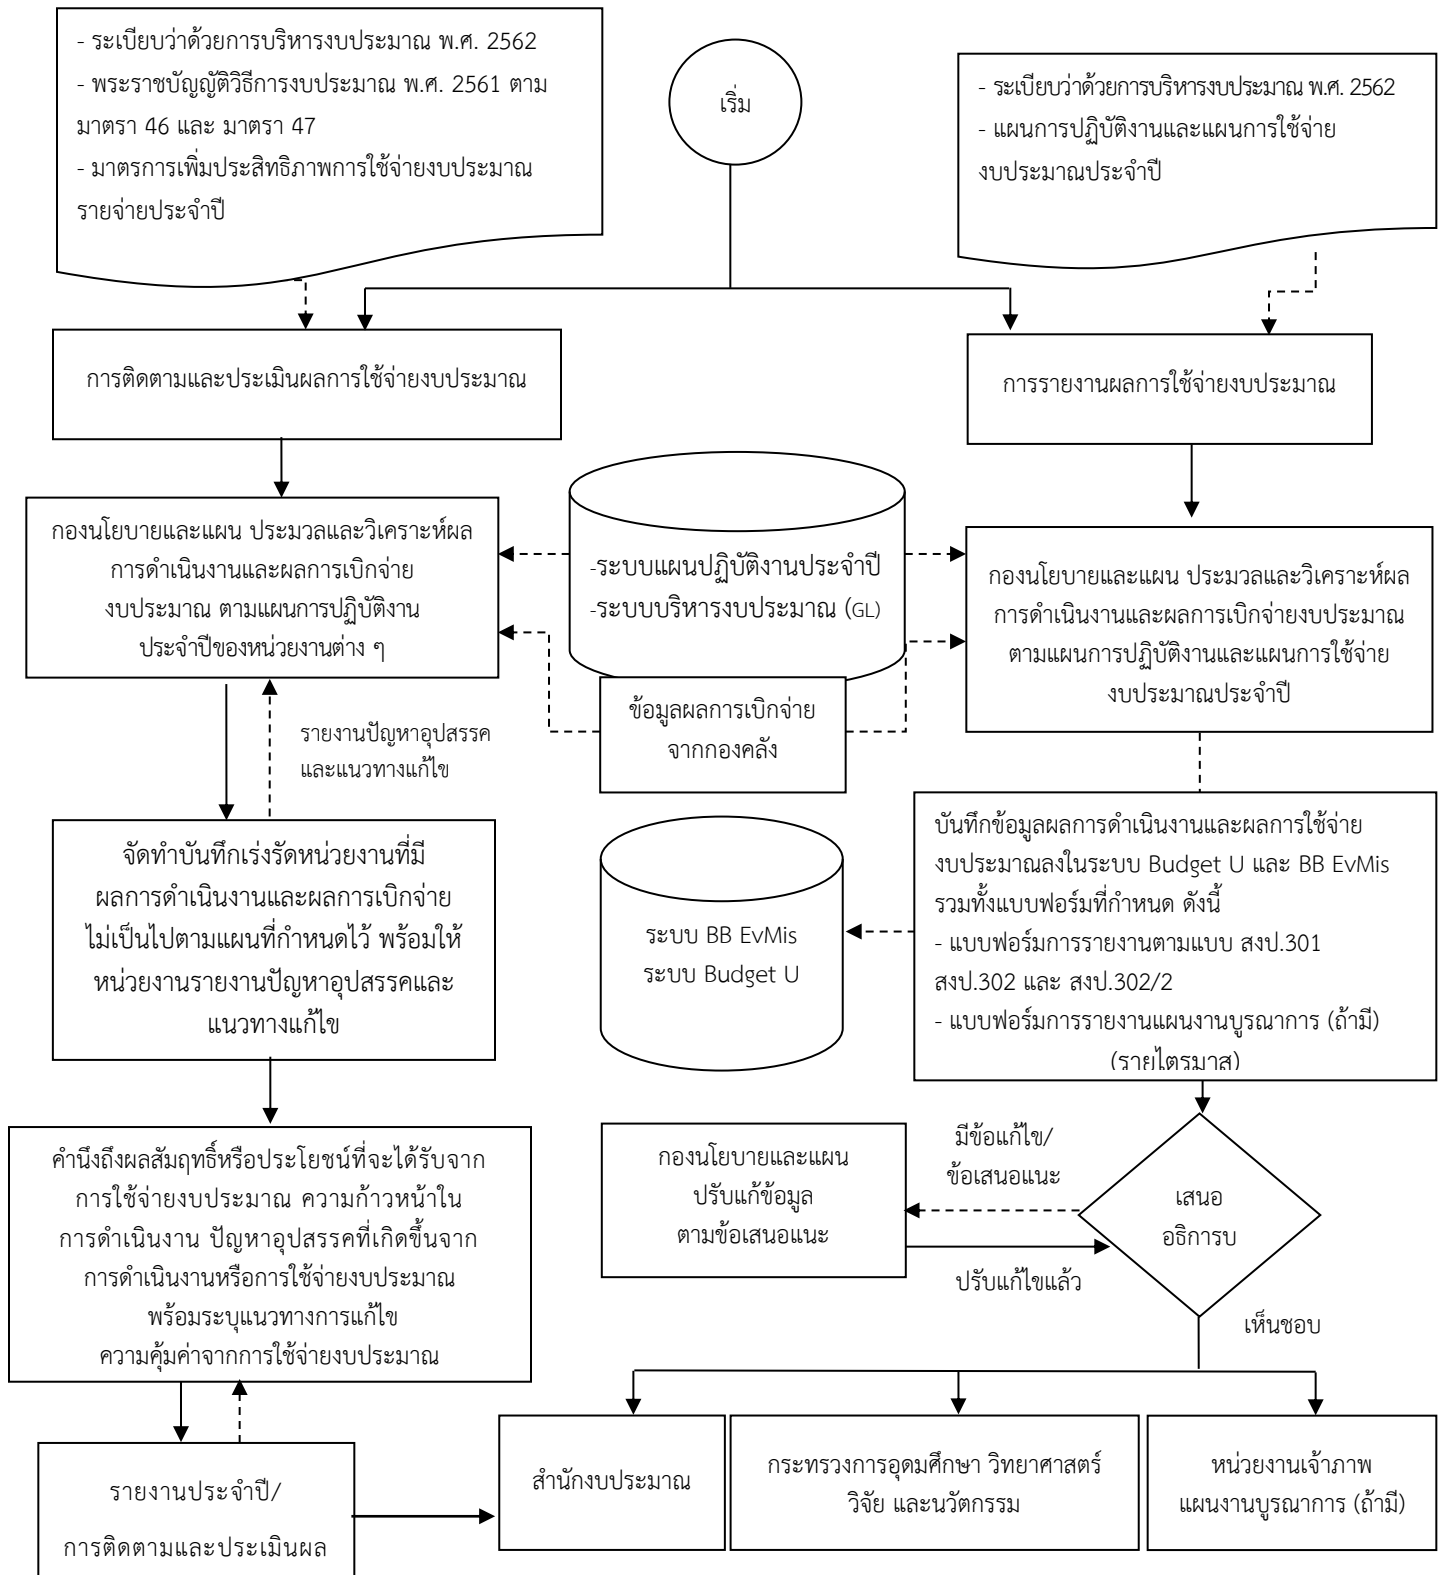 - ระเบียบว่าด้วยการบริหารงบประมาณ พ.ศ. 2562
- พระราชบัญญัติวิธีการงบประมาณ พ.ศ. 2561 ตาม
มาตรา 46 และ มาตรา 47
- มาตรการเพิ่มประสิทธิภาพการใช้จ่ายงบประมาณ
รายจ่ายประจำปี
เริ่ม
- ระเบียบว่าด้วยการบริหารงบประมาณ พ.ศ. 2562
- แผนการปฏิบัติงานและแผนการใช้จ่าย
งบประมาณประจำปี
การติดตามและประเมินผลการใช้จ่ายงบประมาณ
การรายงานผลการใช้จ่ายงบประมาณ
กองนโยบายและแผน ประมวลและวิเคราะห์ผล
การดำเนินงานและผลการเบิกจ่าย
งบประมาณ ตามแผนการปฏิบัติงาน
ประจำปีของหน่วยงานต่าง ๆ
-ระบบแผนปฏิบัติงานประจำปี
-ระบบบริหารงบประมาณ (GL)
กองนโยบายและแผน ประมวลและวิเคราะห์ผล
การดำเนินงานและผลการเบิกจ่ายงบประมาณ
ตามแผนการปฏิบัติงานและแผนการใช้จ่าย
งบประมาณประจำปี
ข้อมูลผลการเบิกจ่าย
จากกองคลัง
รายงานปัญหาอุปสรรค
และแนวทางแก้ไข
จัดทำบันทึกเร่งรัดหน่วยงานที่มี
ผลการดำเนินงานและผลการเบิกจ่าย
ไม่เป็นไปตามแผนที่กำหนดไว้ พร้อมให้
หน่วยงานรายงานปัญหาอุปสรรคและ
แนวทางแก้ไข
ระบบ BB EvMis
ระบบ Budget U
บันทึกข้อมูลผลการดำเนินงานและผลการใช้จ่าย
งบประมาณลงในระบบ Budget U และ BB EvMis
รวมทั้งแบบฟอร์มที่กำหนด ดังนี้
- แบบฟอร์มการรายงานตามแบบ สงป.301
สงป.302 และ สงป.302/2
- แบบฟอร์มการรายงานแผนงานบูรณาการ (ถ้ามี)
(รายไตรมาส)
คำนึงถึงผลสัมฤทธิ์หรือประโยชน์ที่จะได้รับจาก
การใช้จ่ายงบประมาณ ความก้าวหน้าใน
การดำเนินงาน ปัญหาอุปสรรคที่เกิดขึ้นจาก
การดำเนินงานหรือการใช้จ่ายงบประมาณ
พร้อมระบุแนวทางการแก้ไข
ความคุ้มค่าจากการใช้จ่ายงบประมาณ
กองนโยบายและแผน
ปรับแก้ข้อมูล
ตามข้อเสนอแนะ
มีข้อแก้ไข/
ข้อเสนอแนะ
เสนอ
อธิการบ
ปรับแก้ไขแล้ว
เห็นชอบ
รายงานประจำปี/
การติดตามและประเมินผล
สำนักงบประมาณ
กระทรวงการอุดมศึกษา วิทยาศาสตร์
วิจัย และนวัตกรรม
หน่วยงานเจ้าภาพ
แผนงานบูรณาการ (ถ้ามี)